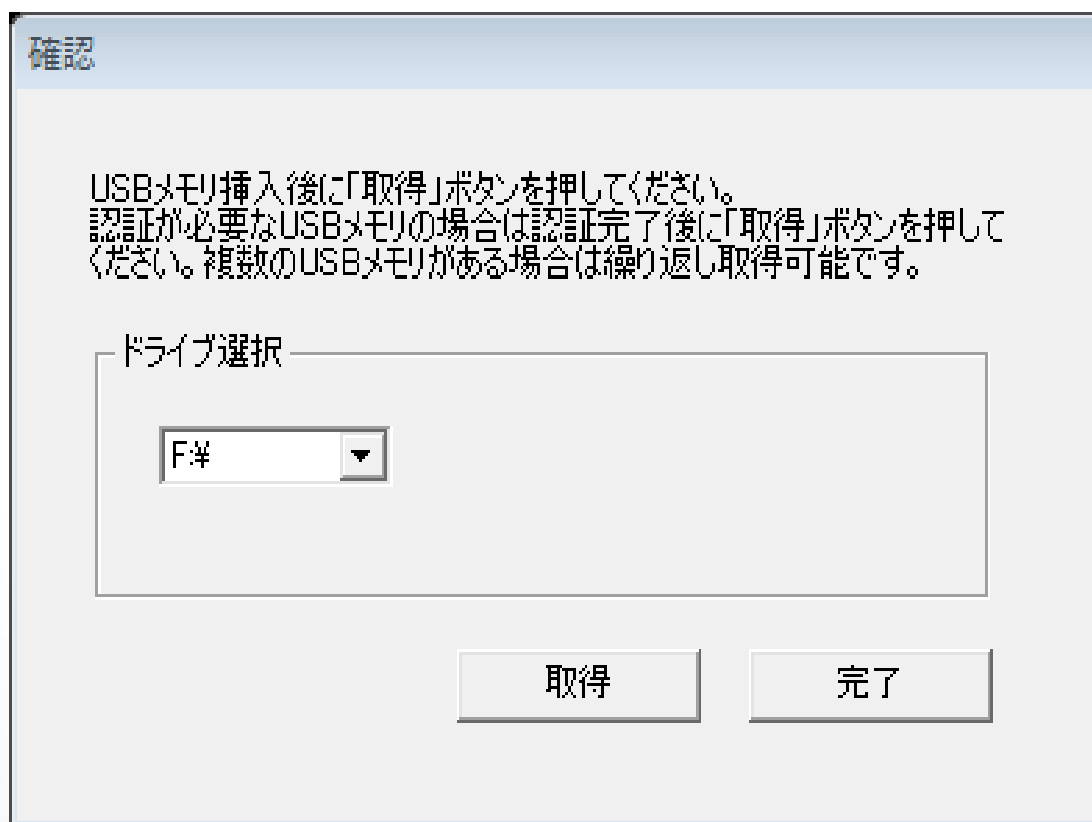 確認
USBメモリ挿入後に「取得」ボタンを押してください。
認証が必要なUSBメモリの場合は認証完了後に「取得」ボタンを押して
ください。複数のUSBメモリがある場合は繰り返し取得可能です。
ドライブ選択
F:¥
取得 完了